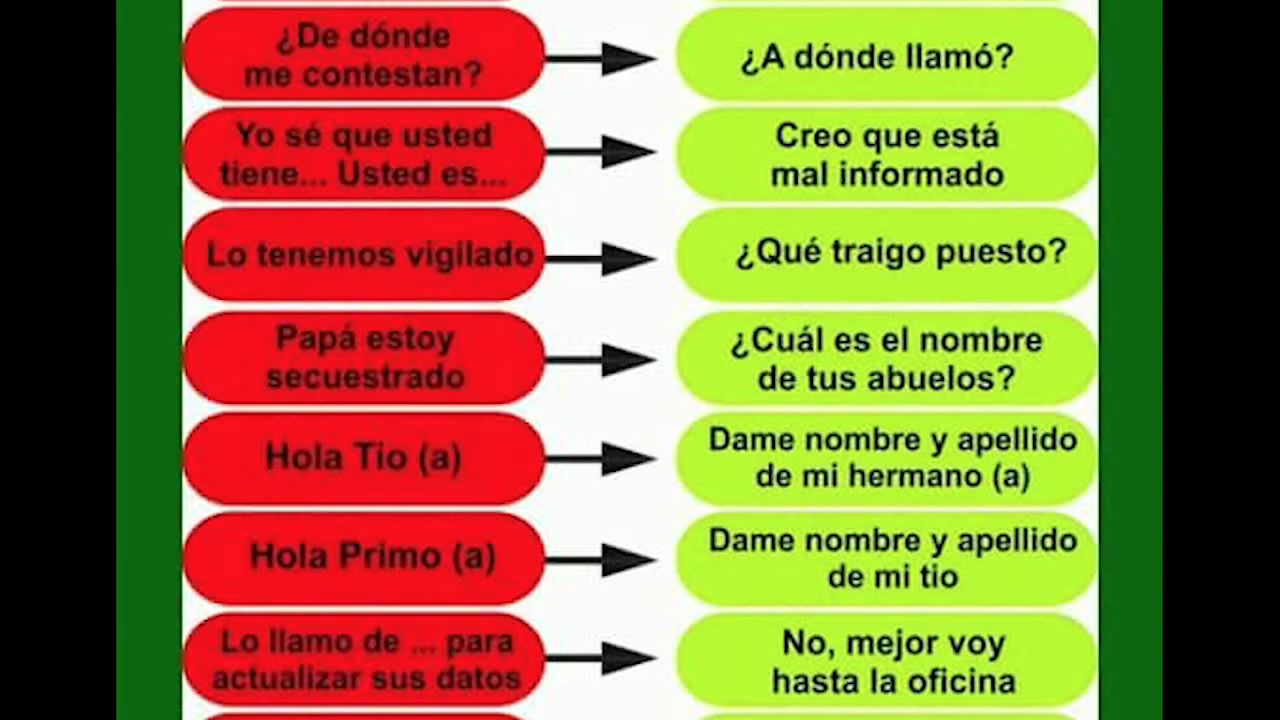 ¿De dónde
me contestan?
¿A dónde llamó?
Yo sé que usted
tiene... Usted es...
Creo que está
mal informado
Lo tenemos vigilado
¿Qué traigo puesto?
Papá estoy
secuestrado
¿Cuál es el nombre
de tus abuelos?
Hola Tio (a)
Dame nombre y apellido
de mi hermano (a)
Hola Primo (a)
Dame nombre y apellido
de mi tio
Lo llamo de ... para
actualizar sus datos
No, mejor voy
hasta la oficina